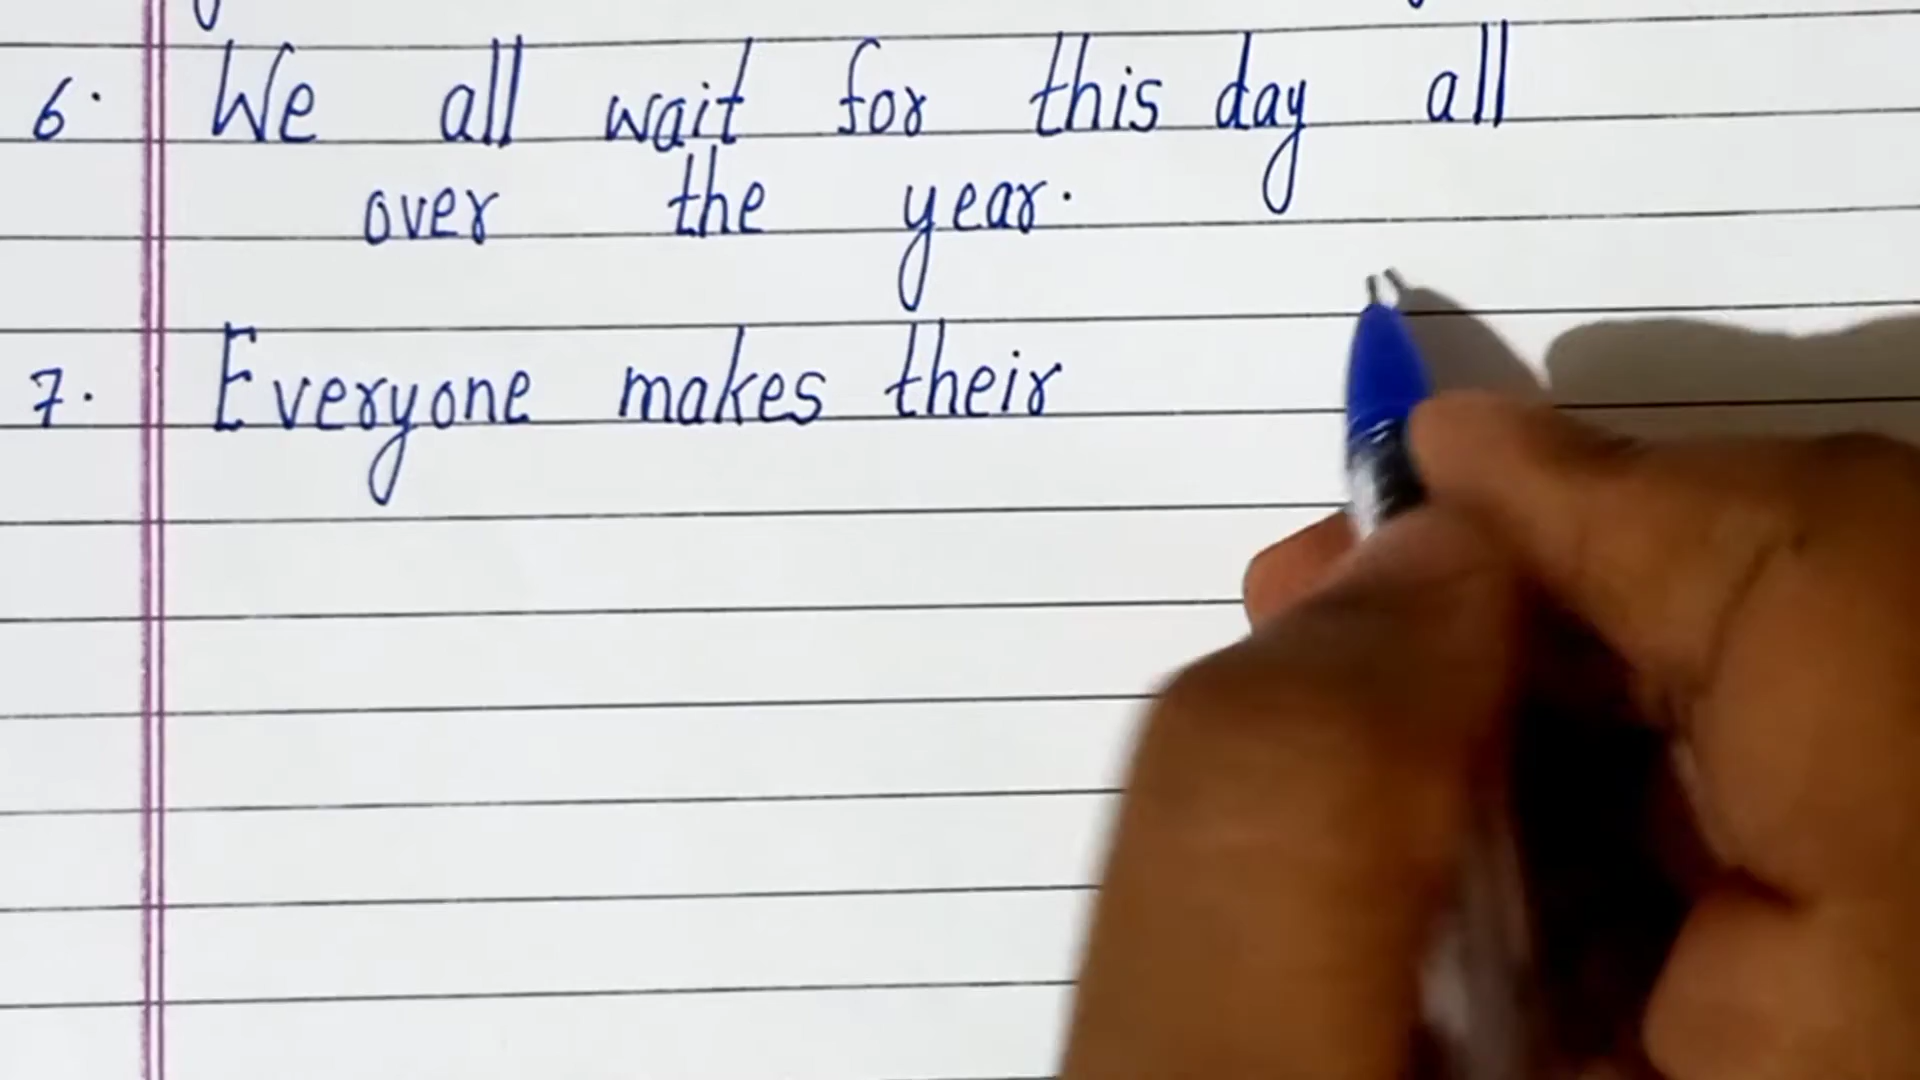 6. We all wait for this day all
over the year.
7. Everyone makes their